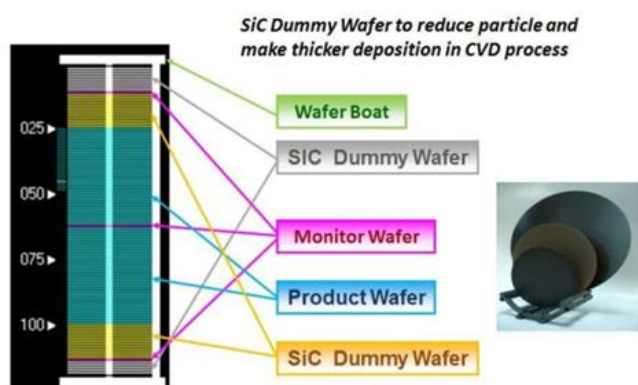 SiC Dummy Wafer to reduce particle and
make thicker deposition in CVD process
Wafer Boat
SIC Dummy Wafer
Monitor Wafer
Product Wafer
SiC Dummy Wafer
025
050
075
100